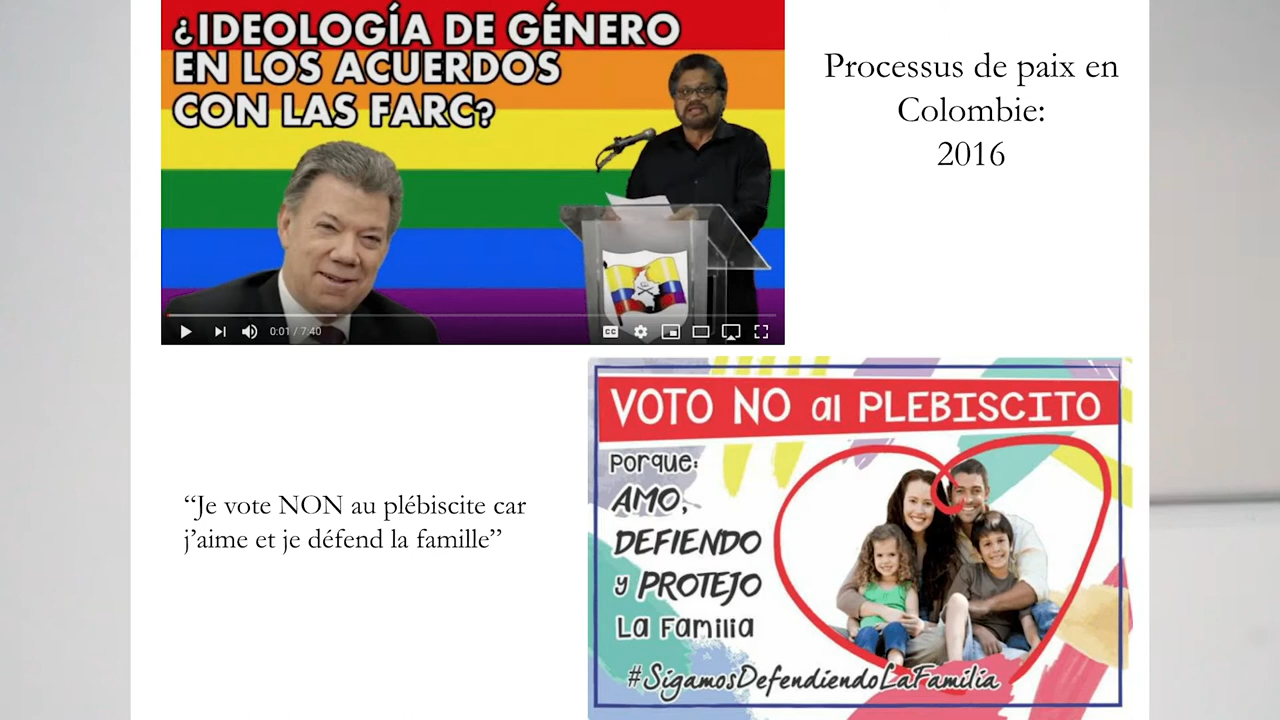 ¿IDEOLOGÍA DE GÉNERO
EN LOS ACUERDOS
CON LAS FARC?
0:01 / 7:40
CC
Processus de paix en
Colombie:
2016
“Je vote NON au plébiscite car
j’aime et je défend la famille”
VOTO NO al PLEBISCITO
Porque:
AMO,
DEFIENDO
y PROTEJO
La Familia
#SigamosDefendiendoLaFamilia